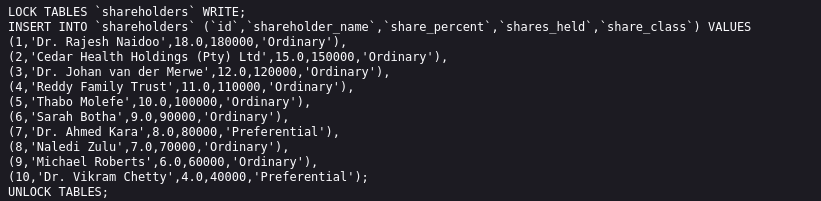 LOCK TABLES `shareholders` WRITE;
INSERT INTO `shareholders` (`id`,`shareholder_name`,`share_percent`,`shares_held`,`share_class`) VALUES
(1,'Dr. Rajesh Naidoo',18.0,180000,'Ordinary'),
(2,'Cedar Health Holdings (Pty) Ltd',15.0,150000,'Ordinary'),
(3,'Dr. Johan van der Merwe',12.0,120000,'Ordinary'),
(4,'Reddy Family Trust',11.0,110000,'Ordinary'),
(5,'Thabo Molefe',10.0,100000,'Ordinary'),
(6,'Sarah Botha',9.0,90000,'Ordinary'),
(7,'Dr. Ahmed Kara',8.0,80000,'Preferential'),
(8,'Naledi Zulu',7.0,70000,'Ordinary'),
(9,'Michael Roberts',6.0,60000,'Ordinary'),
(10,'Dr. Vikram Chetty',4.0,40000,'Preferential');
UNLOCK TABLES;